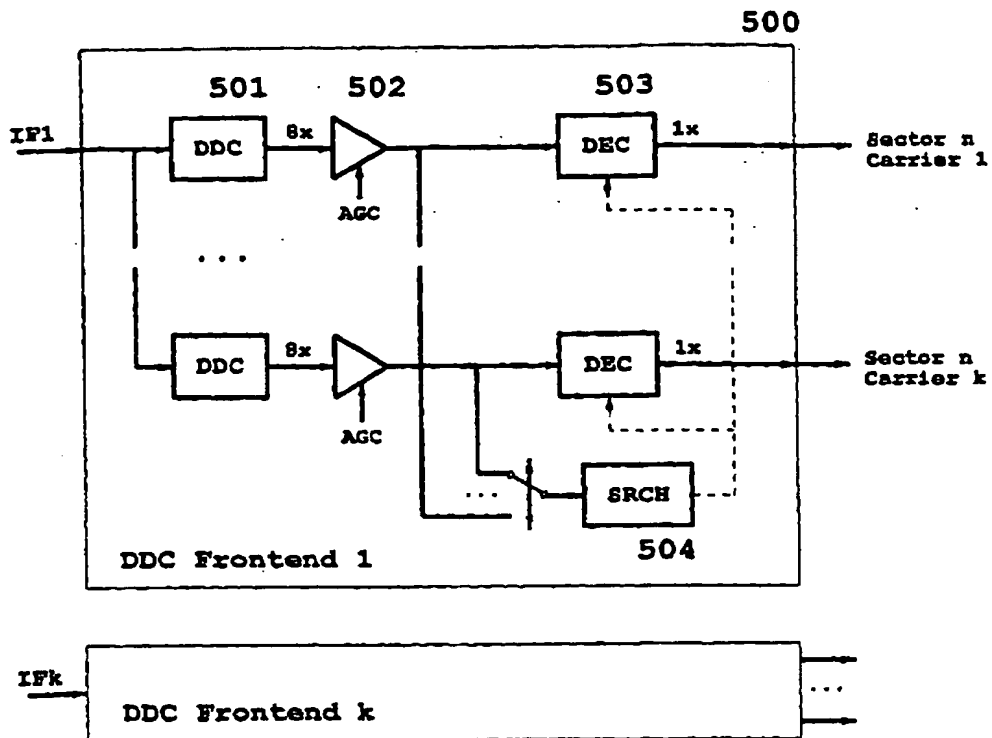 500
501 502 503
IF1
DDC
8x
DEC
1x
Sector n
Carrier 1
AGC
...
DDC
8x
DEC
1x
Sector n
Carrier k
AGC
...
SRCH
504
DDC Frontend 1
IFk
...
DDC Frontend k